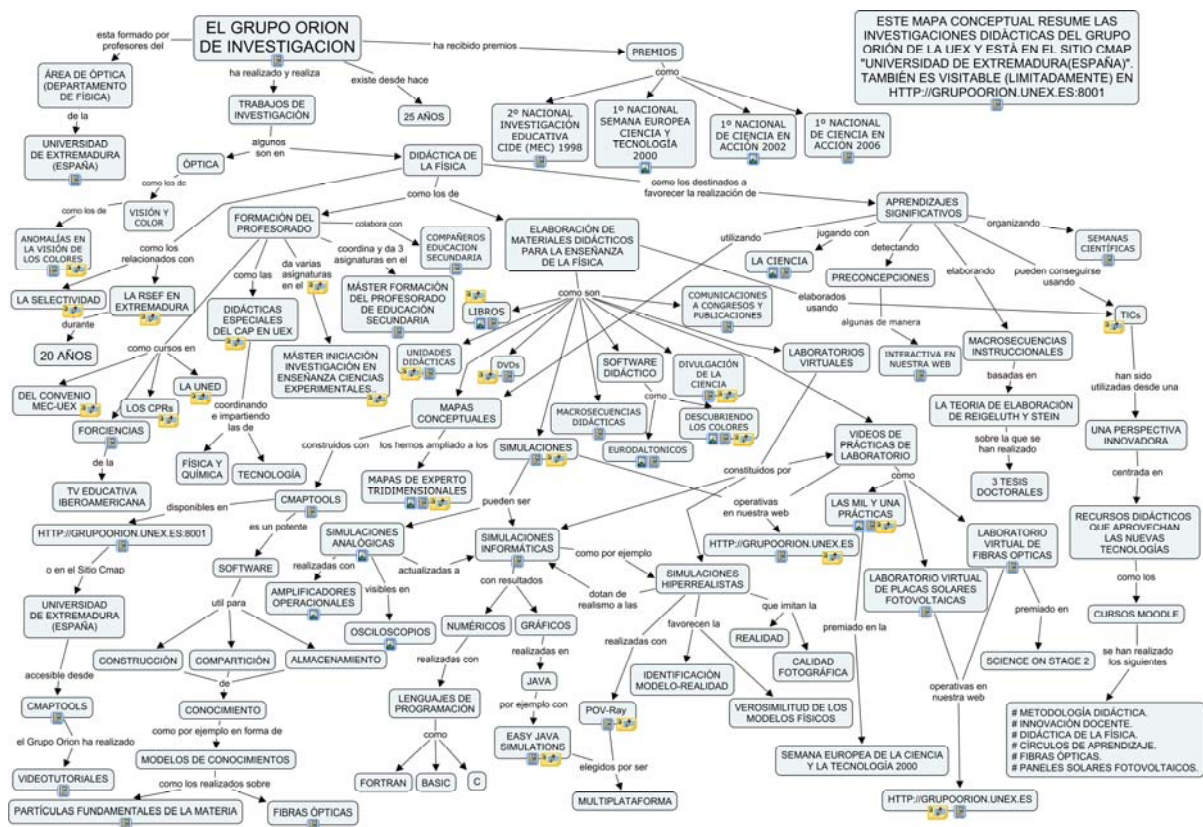 EL GRUPO ORION
DE INVESTIGACION
esta formado por
profesores del
ha recibido premios
PREMIOS
ESTE MAPA CONCEPTUAL RESUME LAS
INVESTIGACIONES DIDÀCTICAS DEL GRUPO
ORIÓN DE LA UEX Y ESTÀ EN EL SITIO CMAP
"UNIVERSIDAD DE EXTREMADURA(ESPAÑA)".
TAMBIÉN ES VISITABLE (LIMITADAMENTE) EN
HTTP://GRUPOORION.UNEX.ES:8001
ÁREA DE ÒPTICA
(DEPARTAMENTO
DE FÍSICA)
ha realizado y realiza
existe desde hace
como
TRABAJOS DE
INVESTIGACIÓN
25 AÑOS
de la
UNIVERSIDAD
DE EXTREMADURA
(ESPAÑA)
2º NACIONAL
INVESTIGACIÓN
EDUCATIVA
CIDE (MEC) 1998
1º NACIONAL
SEMANA EUROPEA
CIENCIA Y
TECNOLOGÍA
2000
1º NACIONAL
DE CIENCIA EN
ACCIÓN 2002
1º NACIONAL
DE CIENCIA EN
ACCIÓN 2006
algunos
son en
ÒPTICA
DIDÁCTICA DE
LA FÍSICA
como los de
VISIÓN Y
COLOR
como los de
como los de
como los destinados a
favorecer la realización de
APRENDIZAJES
SIGNIFICATIVOS
ANOMALÍAS EN
LA VISIÓN DE
LOS COLORES
como los
relacionados con
FORMACIÓN DEL
PROFESORADO
colabora con
COMPAÑEROS
EDUCACION
SECUNDARIA
ELABORACIÓN DE
MATERIALES DIDÁCTICOS
PARA LA ENSEÑANZA
DE LA FÍSICA
utilizando
jugando con
LA CIENCIA
detectando
PRECONCEPCIONES
organizando
SEMANAS
CIENTÍFICAS
elaborando
pueden conseguirse
usando
LA SELECTIVIDAD
LA RSEF EN
EXTREMADURA
como las
da varias
asignaturas
en el
coordina y da 3
asignaturas en el
MÁSTER FORMACIÓN
DEL PROFESORADO
DE EDUCACIÓN
SECUNDARIA
como son
COMUNICACIONES
A CONGRESOS Y
PUBLICACIONES
elaborados
usando
TICs
durante
20 AÑOS
DIDÁCTICAS
ESPECIALES
DEL CAP EN UEX
LIBROS
algunas de manera
INTERACTIVA EN
NUESTRA WEB
MACROSECUENCIAS
INSTRUCCIONALES
como cursos en
MÁSTER INICIACIÓN
INVESTIGACIÓN EN
ENSEÑANZA CIENCIAS
EXPERIMENTALES..
UNIDADES
DIDÁCTICAS
DVDs
SOFTWARE
DIDÁCTICO
DIVULGACIÓN
DE LA
CIENCIA
LABORATORIOS
VIRTUALES
basadas en
han sido
utilizadas desde una
DEL CONVENIO
MEC-UEX
LOS CPRs
LA UNED
coordinando
e impartiendo
las de
MAPAS
CONCEPTUALES
MACROSECUENCIAS
DIDÁCTICAS
como
DESCUBRIENDO
LOS COLORES
LA TEORIA DE ELABORACIÓN
DE REIGELUTH Y STEIN
FORCIENCIAS
construidos con
los hemos ampliado a los
SIMULACIONES
EURODALTONICOS
VIDEOS DE
PRÁCTICAS DE
LABORATORIO
sobre la que se
han realizado
UNA PERSPECTIVA
INNOVADORA
de la
FÍSICA Y
QUÍMICA
TECNOLOGÍA
MAPAS DE EXPERTO
TRIDIMENSIONALES
constituidos por
como
3 TESIS
DOCTORALES
centrada en
TV EDUCATIVA
IBEROAMERICANA
CMAPTOOLS
pueden ser
operativas
en nuestra web
LAS MIL Y UNA
PRÁCTICAS
RECURSOS DIDÁCTICOS
QUE APROVECHAN
LAS NUEVAS
TECNOLOGÍAS
disponibles en
HTTP://GRUPOORION.UNEX.ES:8001
es un potente
SIMULACIONES
ANALÓGICAS
SIMULACIONES
INFORMÁTICAS
HTTP://GRUPOORION.UNEX.ES
LABORATORIO
VIRTUAL DE
FIBRAS OPTICAS
o en el Sitio Cmap
SOFTWARE
realizadas con
actualizadas a
como por ejemplo
SIMULACIONES
HIPERREALISTAS
LABORATORIO VIRTUAL
DE PLACAS SOLARES
FOTOVOLTAICAS
como los
AMPLIFICADORES
OPERACIONALES
visibles en
con resultados
dotan de
realismo a las
UNIVERSIDAD
DE EXTREMADURA
(ESPAÑA)
util para
OSCILOSCOPIOS
NUMÉRICOS
GRÁFICOS
que imitan la
premiado en la
premiado en
CURSOS MOODLE
realizadas con
favorecen la
REALIDAD
CONSTRUCCIÓN
COMPARTICIÓN
ALMACENAMIENTO
realizadas con
realizadas en
CALIDAD
FOTOGRÁFICA
SCIENCE ON STAGE 2
se han realizado
los siguientes
accesible desde
de
JAVA
IDENTIFICACIÓN
MODELO-REALIDAD
operativas en
nuestra web
CMAPTOOLS
CONOCIMIENTO
LENGUAJES DE
PROGRAMACIÓN
por ejemplo con
POV-Ray
VEROSIMILITUD DE LOS
MODELOS FÍSICOS
# METODOLOGÍA DIDÁCTICA.
# INNOVACIÓN DOCENTE.
# DIDÁCTICA DE LA FÍSICA.
# CÍRCULOS DE APRENDIZAJE.
# FIBRAS ÓPTICAS.
# PANELES SOLARES FOTOVOLTAICOS.
el Grupo Orion ha realizado
como por ejemplo en forma de
como
EASY JAVA
SIMULATIONS
MODELOS DE CONOCIMIENTOS
elegidos por ser
SEMANA EUROPEA DE LA CIENCIA
Y LA TECNOLOGÍA 2000
VIDEOTUTORIALES
como los realizados sobre
FORTRAN
BASIC
C
MULTIPLATAFORMA
HTTP://GRUPOORION.UNEX.ES
PARTÍCULAS FUNDAMENTALES DE LA MATERIA
FIBRAS ÒPTICAS